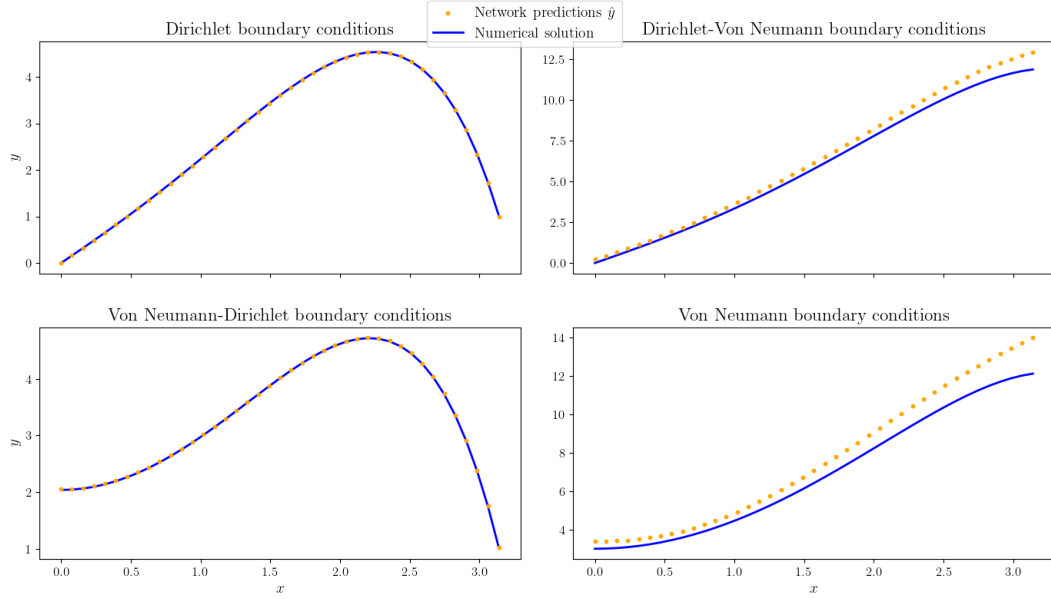 Network predictions ŷ
Numerical solution
Dirichlet boundary conditions
Dirichlet-Von Neumann boundary conditions
4
3
2
1
0
y
12.5
10.0
7.5
5.0
2.5
0.0
Von Neumann-Dirichlet boundary conditions
Von Neumann boundary conditions
4
3
2
1
y
0.0 0.5 1.0 1.5 2.0 2.5 3.0
x
14
12
10
8
6
4
0.0 0.5 1.0 1.5 2.0 2.5 3.0
x